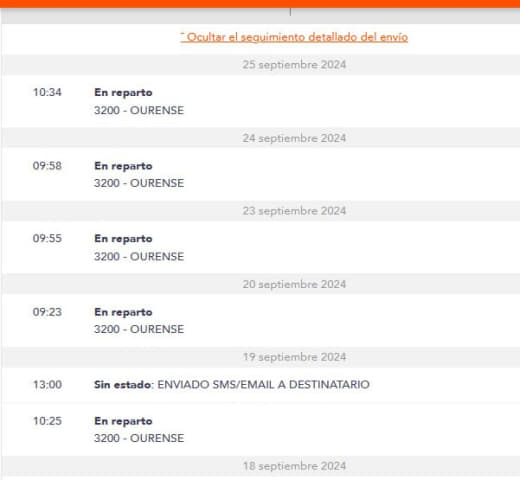 ˆ Ocultar el seguimiento detallado del envío
25 septiembre 2024
10:34 En reparto
3200 - OURENSE
24 septiembre 2024
09:58 En reparto
3200 - OURENSE
23 septiembre 2024
09:55 En reparto
3200 - OURENSE
20 septiembre 2024
09:23 En reparto
3200 - OURENSE
19 septiembre 2024
13:00 Sin estado: ENVIADO SMS/EMAIL A DESTINATARIO
10:25 En reparto
3200 - OURENSE
18 septiembre 2024